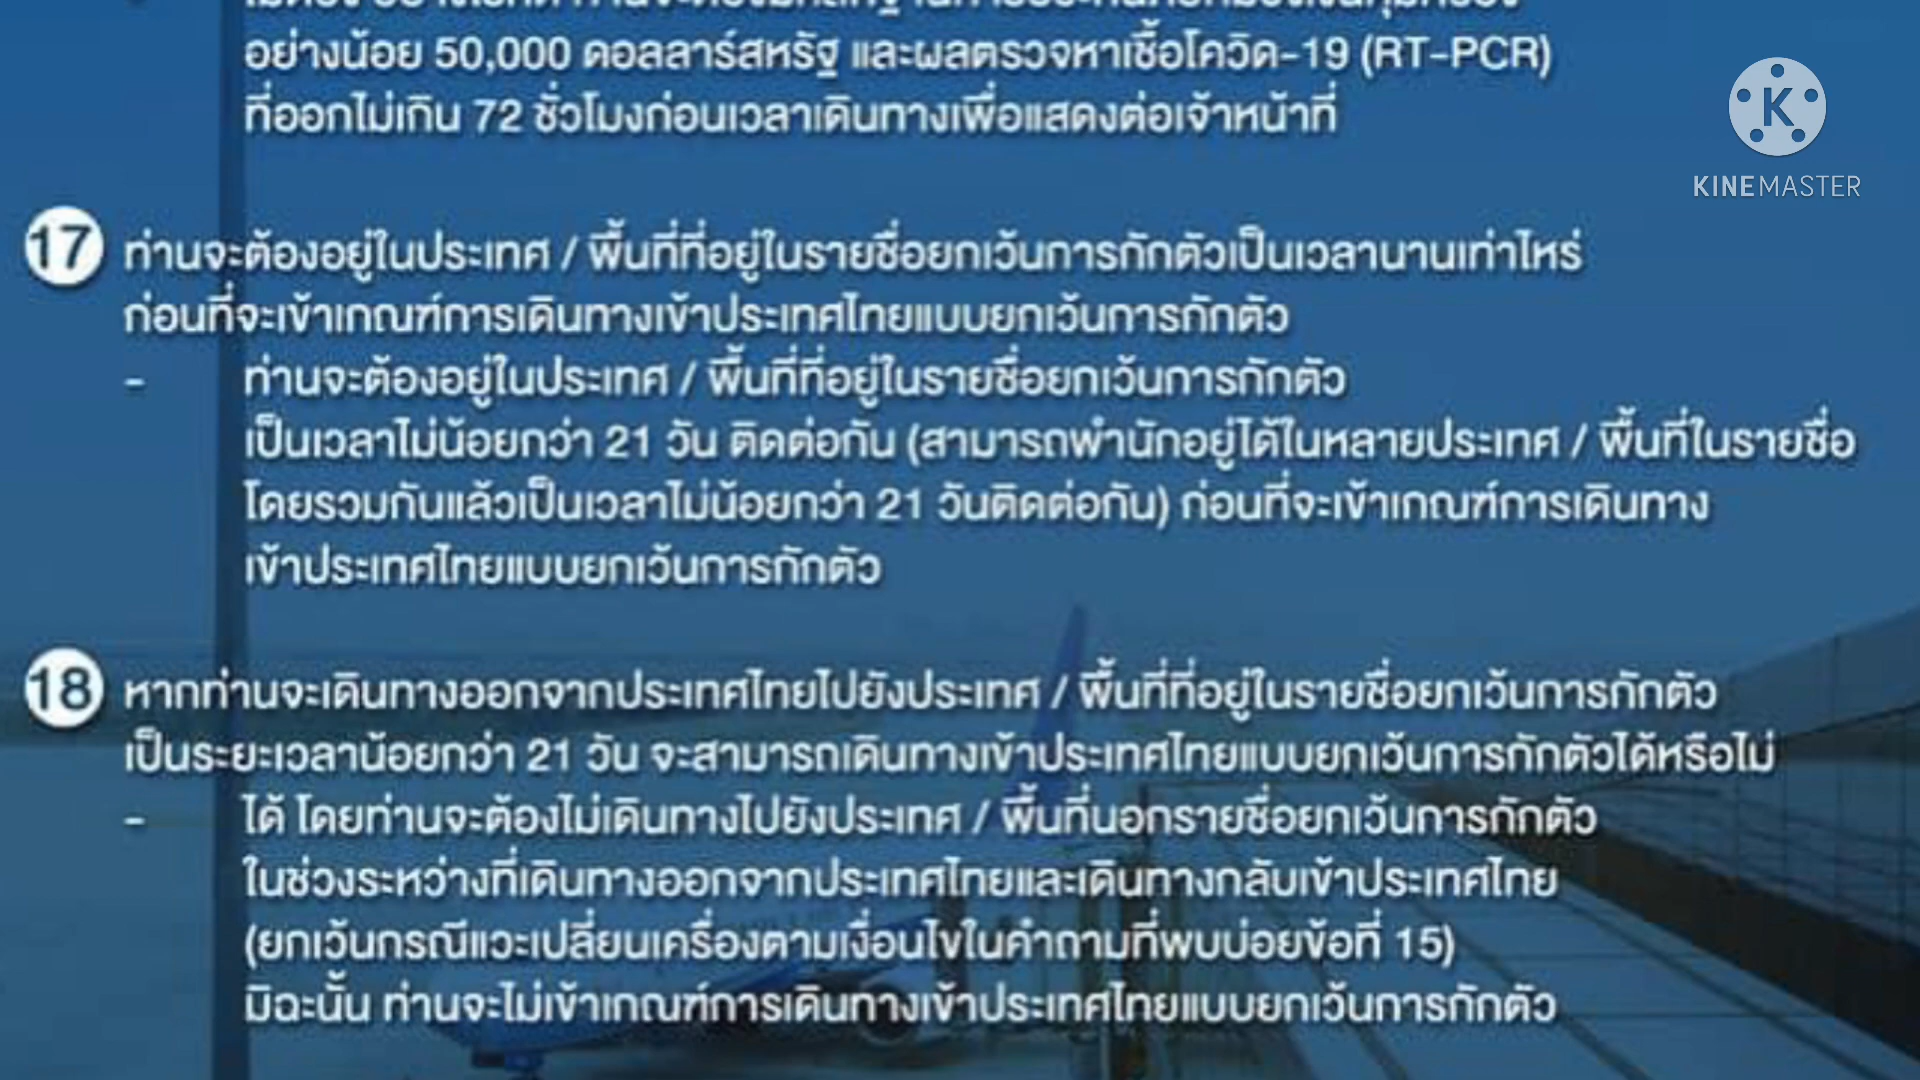 อย่างน้อย 50,000 ดอลลาร์สหรัฐ และผลตรวจหาเชื้อโควิด-19 (RT-PCR)
ที่ออกไม่เกิน 72 ชั่วโมงก่อนเวลาเดินทางเพื่อแสดงต่อเจ้าหน้าที่
K
KINEMASTER
17 ท่านจะต้องอยู่ในประเทศ / พื้นที่ที่อยู่ในรายชื่อยกเว้นการกักตัวเป็นเวลานานเท่าไหร่
ก่อนที่จะเข้าเกณฑ์การเดินทางเข้าประเทศไทยแบบยกเว้นการกักตัว
- ท่านจะต้องอยู่ในประเทศ / พื้นที่ที่อยู่ในรายชื่อยกเว้นการกักตัว
เป็นเวลาไม่น้อยกว่า 21 วัน ติดต่อกัน (สามารถพำนักอยู่ได้ในหลายประเทศ / พื้นที่ในรายชื่อ
โดยรวมกันแล้วเป็นเวลาไม่น้อยกว่า 21 วันติดต่อกัน) ก่อนที่จะเข้าเกณฑ์การเดินทาง
เข้าประเทศไทยแบบยกเว้นการกักตัว
18 หากท่านจะเดินทางออกจากประเทศไทยไปยังประเทศ / พื้นที่ที่อยู่ในรายชื่อยกเว้นการกักตัว
เป็นระยะเวลาน้อยกว่า 21 วัน จะสามารถเดินทางเข้าประเทศไทยแบบยกเว้นการกักตัวได้หรือไม่
- ได้ โดยท่านจะต้องไม่เดินทางไปยังประเทศ / พื้นที่นอกรายชื่อยกเว้นการกักตัว
ในช่วงระหว่างที่เดินทางออกจากประเทศไทยและเดินทางกลับเข้าประเทศไทย
(ยกเว้นกรณีแวะเปลี่ยนเครื่องตามเงื่อนไขในคำถามที่พบบ่อยข้อที่ 15)
มิฉะนั้น ท่านจะไม่เข้าเกณฑ์การเดินทางเข้าประเทศไทยแบบยกเว้นการกักตัว